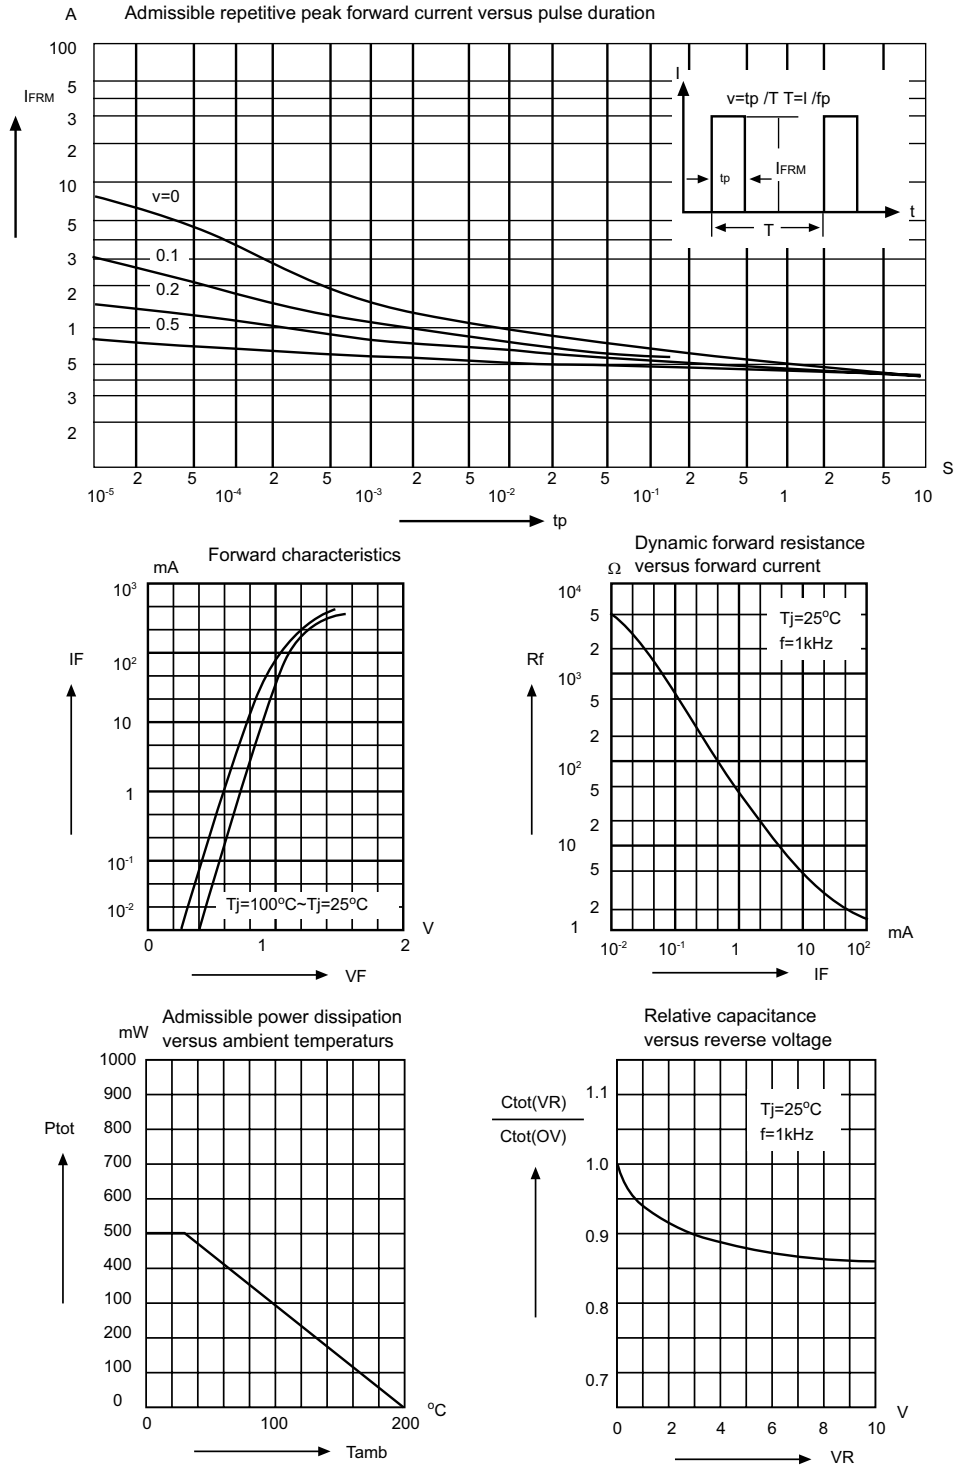 A
Admissible repetitive peak forward current versus pulse duration
100
5
IFRM
3
2
10
5
3
2
1
5
3
2
v=0
0.1
0.2
0.5
I
v=tp /T T=I /fp
tp
IFRM
t
T
S
2 5 2 5 2 5 2 5 2 5 2 5
10-5 10-4 10-3 10-2 10-1 1 10
tp
Forward characteristics
mA
10³
IF
10²
10
1
10-1
10-2
Tj=100°C~Tj=25°C
0 1 2
V
VF
Dynamic forward resistance
versus forward current
Ω
10⁴
5
2
Rf
10³
5
2
10²
5
2
10
5
2
1
Tj=25°C
f=1kHz
10-2 10-1 1 10 10²
mA
IF
Admissible power dissipation
versus ambient temperaturs
mW
1000
900
Ptot
800
700
600
500
400
100
200
100
0
0 100 200
°C
Tamb
Relative capacitance
versus reverse voltage
Ctot(VR)
Ctot(OV)
1.1
1.0
0.9
0.8
0.7
Tj=25°C
f=1kHz
0 2 4 6 8 10
V
VR